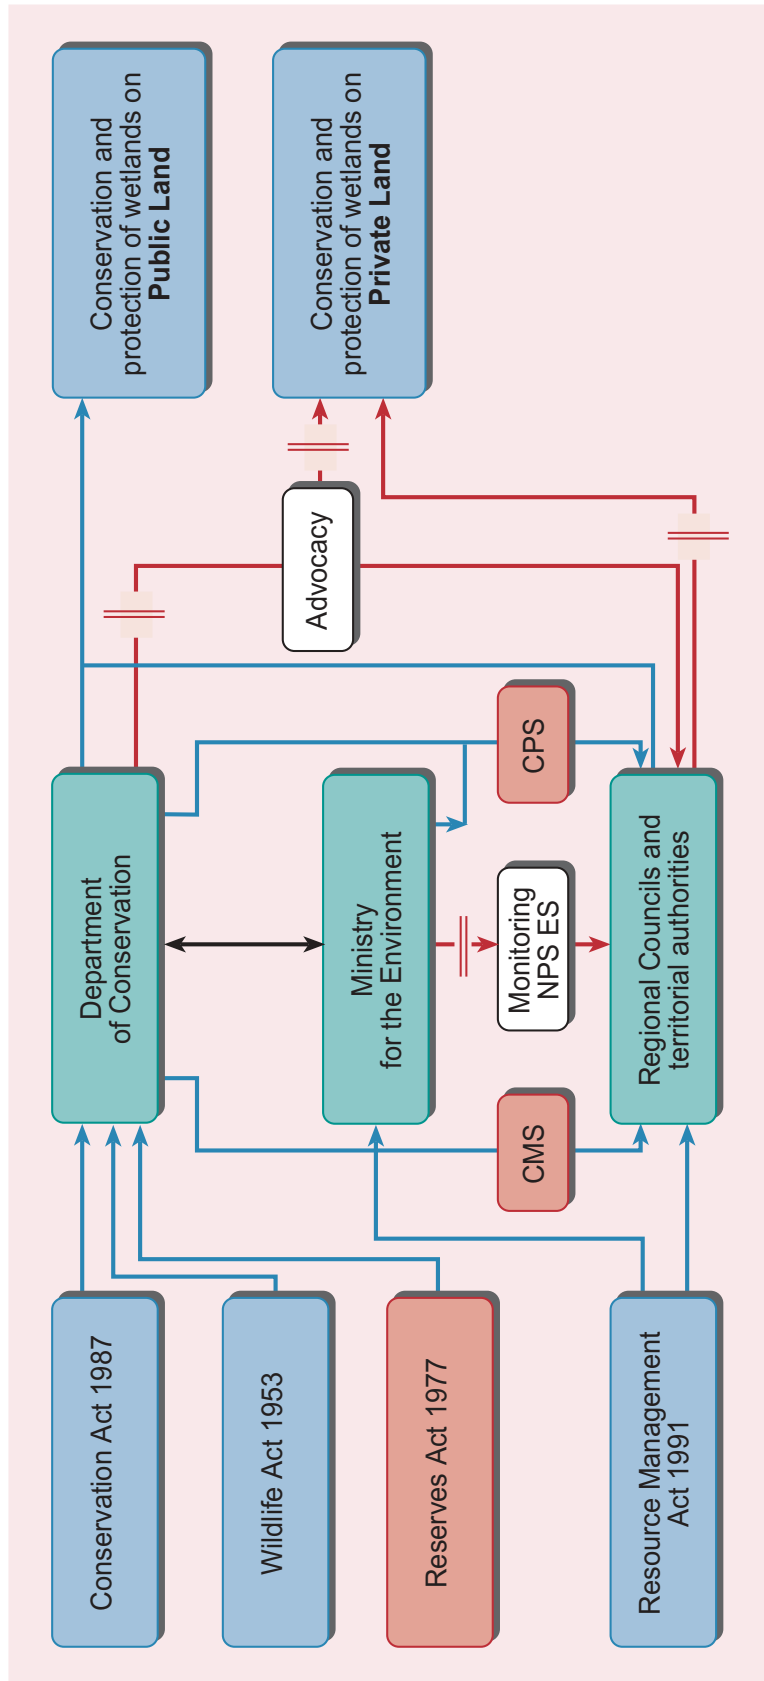 Conservation Act 1987
Wildlife Act 1953
Reserves Act 1977
Resource Management
Act 1991
Department
of Conservation
Ministry
for the Environment
CMS
Monitoring
NPS ES
CPS
Regional Councils and
territorial authorities
Advocacy
Conservation and
protection of wetlands on
Public Land
Conservation and
protection of wetlands on
Private Land